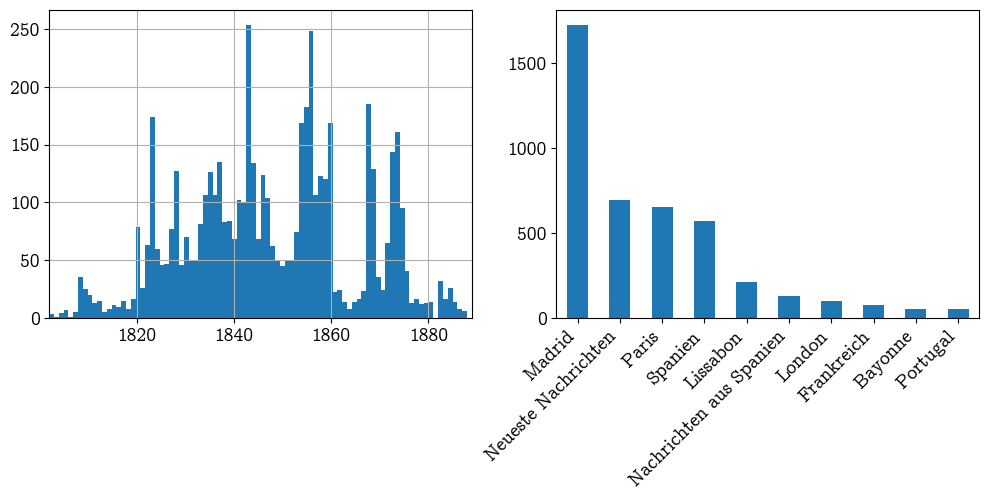 250
200
150
100
50
0
1820 1840 1860 1880
1500
1000
500
0
Madrid
Neueste Nachrichten
Paris
Spanien
Lissabon
Nachrichten aus Spanien
London
Frankreich
Bayonne
Portugal